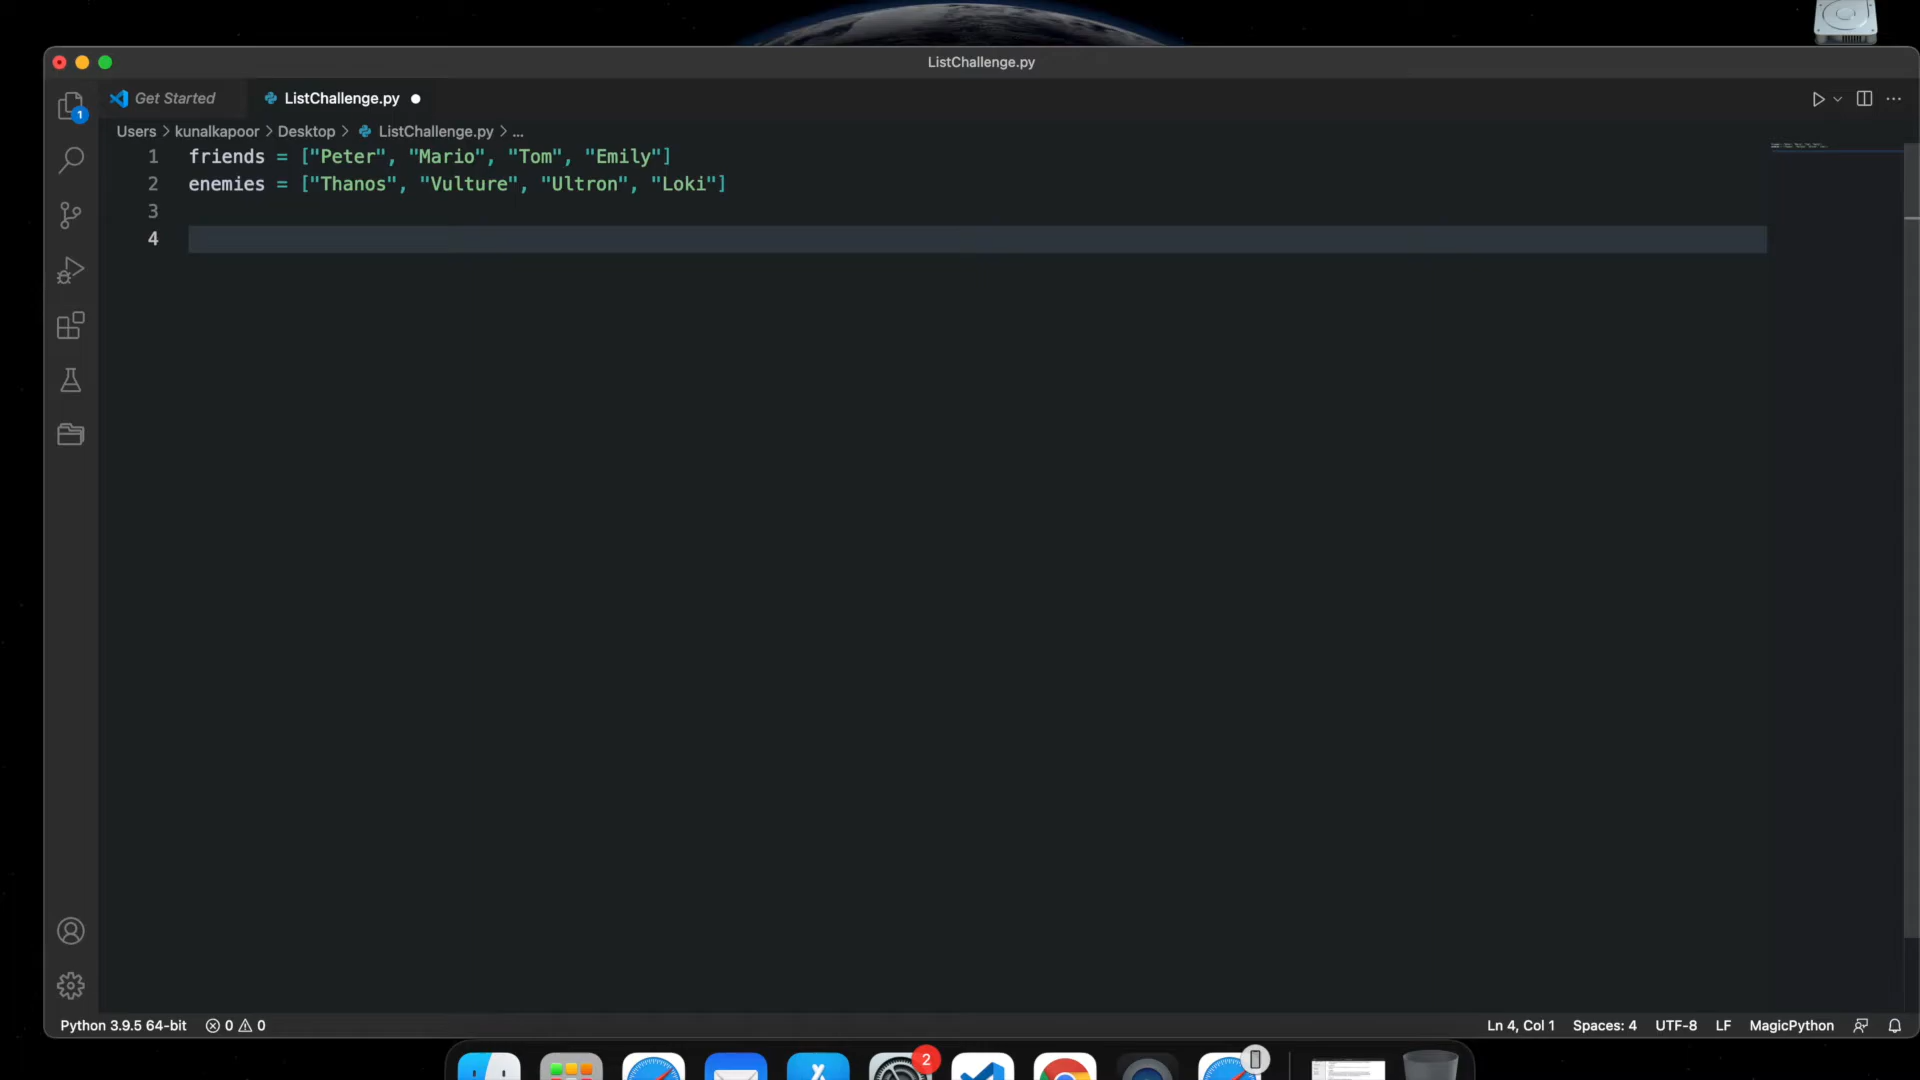 ListChallenge.py
1
Get Started
ListChallenge.py
Users > kunalkapoor > Desktop > ListChallenge.py > ...
1 friends = ["Peter", "Mario", "Tom", "Emily"]
2 enemies = ["Thanos", "Vulture", "Ultron", "Loki"]
3
4
Python 3.9.5 64-bit 0 0 Ln 4, Col 1 Spaces: 4 UTF-8 LF MagicPython
2